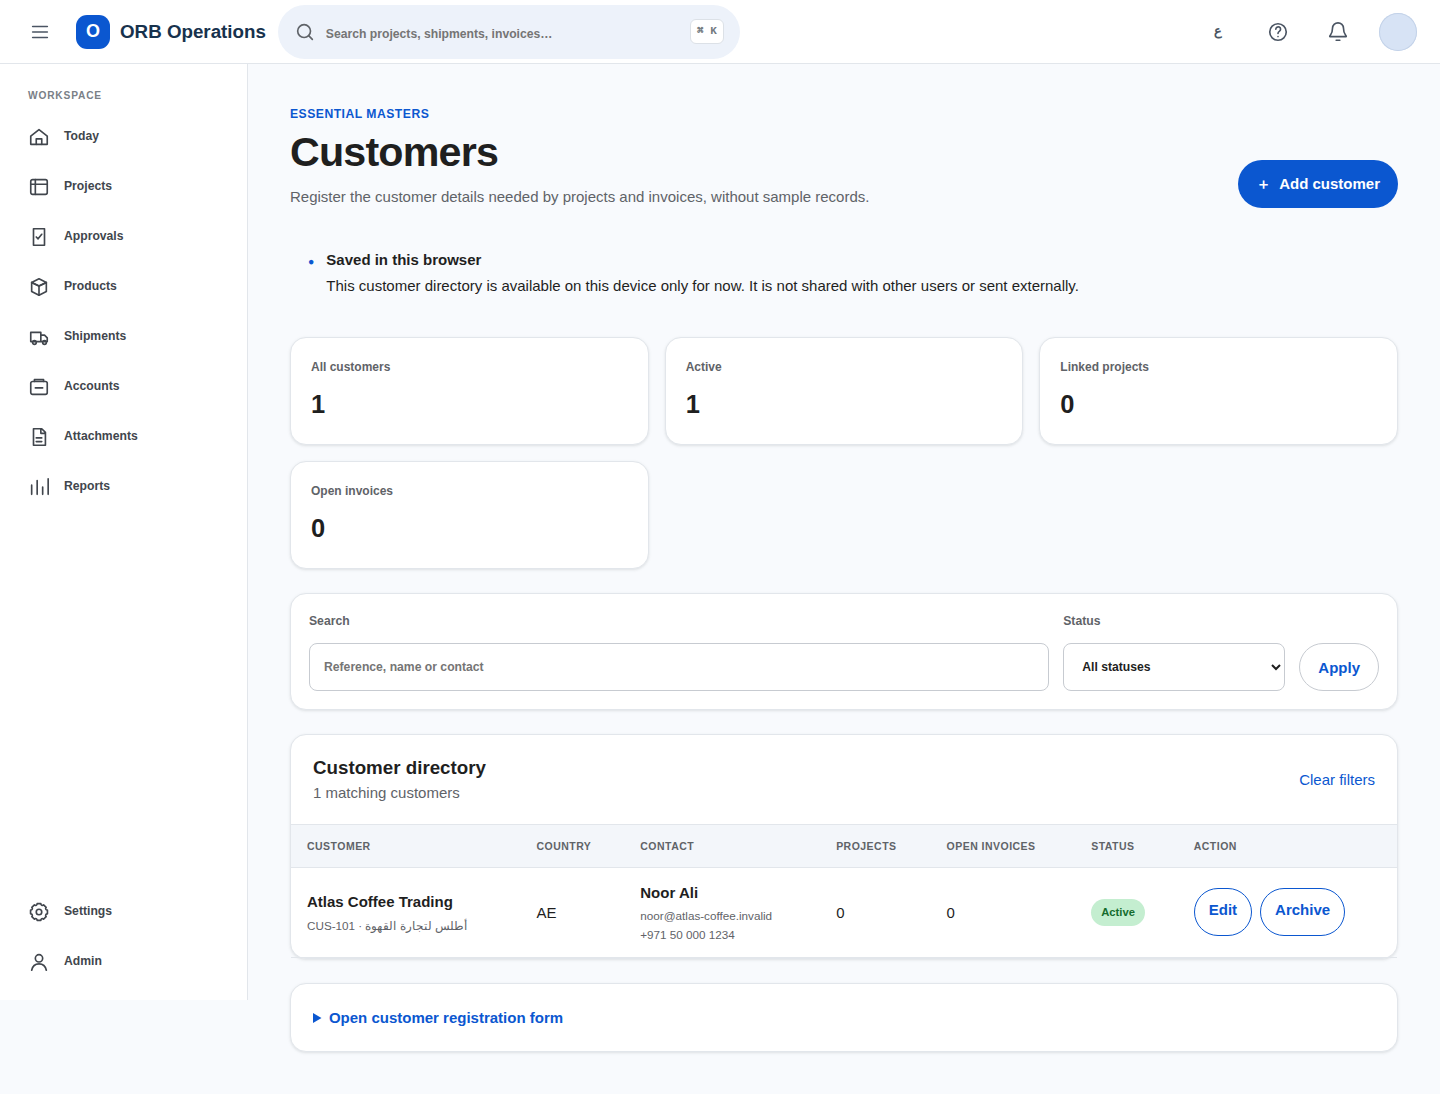 O ORB Operations
Search projects, shipments, invoices…
⌘ K
ع
WORKSPACE
Today
Projects
Approvals
Products
Shipments
Accounts
Attachments
Reports
Settings
Admin
ESSENTIAL MASTERS
Customers
Register the customer details needed by projects and invoices, without sample records.
+ Add customer
• Saved in this browser
This customer directory is available on this device only for now. It is not shared with other users or sent externally.
All customers
1
Active
1
Linked projects
0
Open invoices
0
Search
Reference, name or contact
Status
All statuses
Apply
Customer directory
1 matching customers
Clear filters
CUSTOMER COUNTRY CONTACT PROJECTS OPEN INVOICES STATUS ACTION
Atlas Coffee Trading
CUS-101 · أطلس لتجارة القهوة
AE
Noor Ali
noor@atlas-coffee.invalid
+971 50 000 1234
0
0
Active
Edit
Archive
Open customer registration form